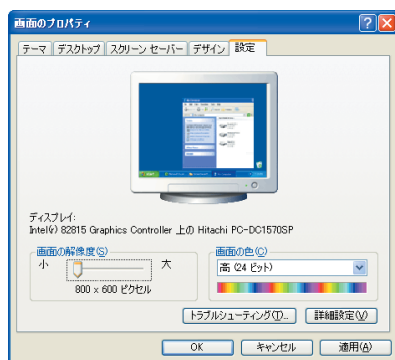 画面のプロパティ
テーマ デスクトップ スクリーン セーバー デザイン 設定
ディスプレイ:
Intel(r) 82815 Graphics Controller 上の Hitachi PC-DC1570SP
画面の解像度(S)
小 大
800 x 600 ピクセル
画面の色(C)
高 (24 ビット)
トラブルシューティング(T)... 詳細設定(V)
OK キャンセル 適用(A)